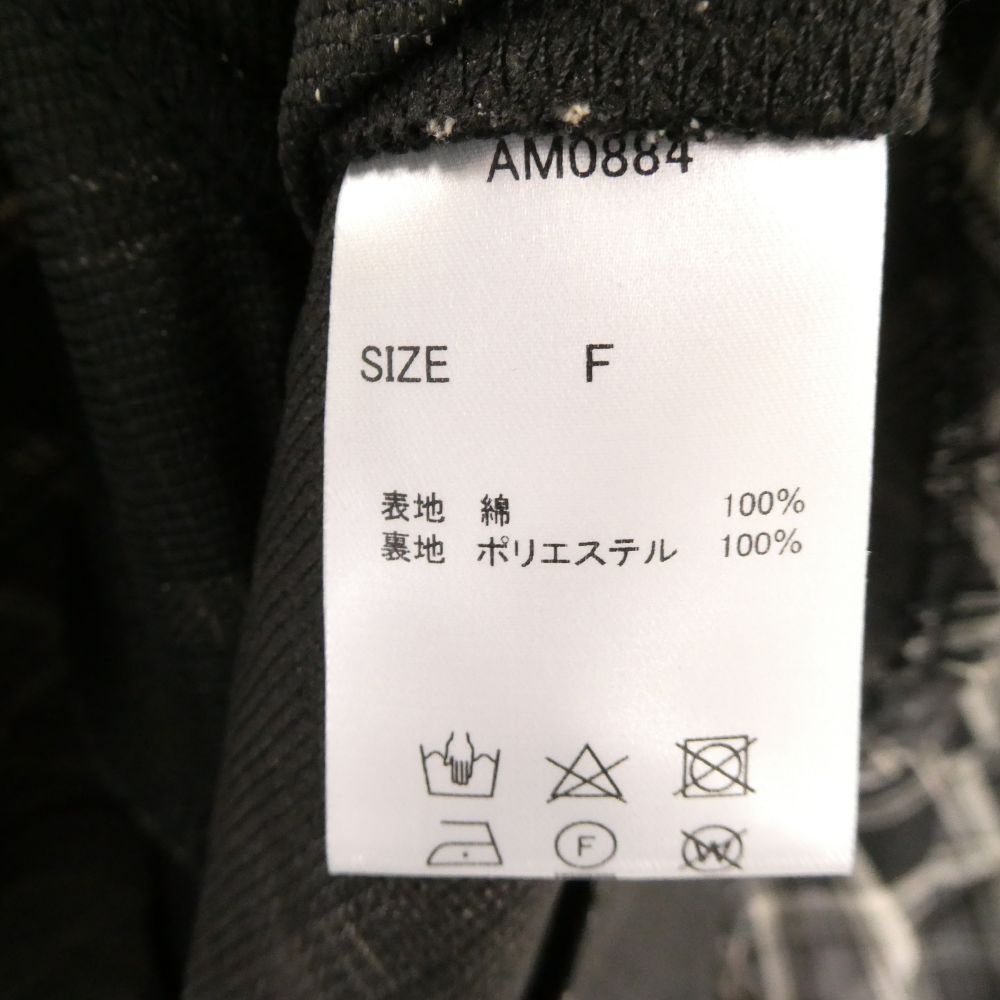 AM0884
SIZE F
表地 綿 100%
裏地 ポリエステル 100%
F
W